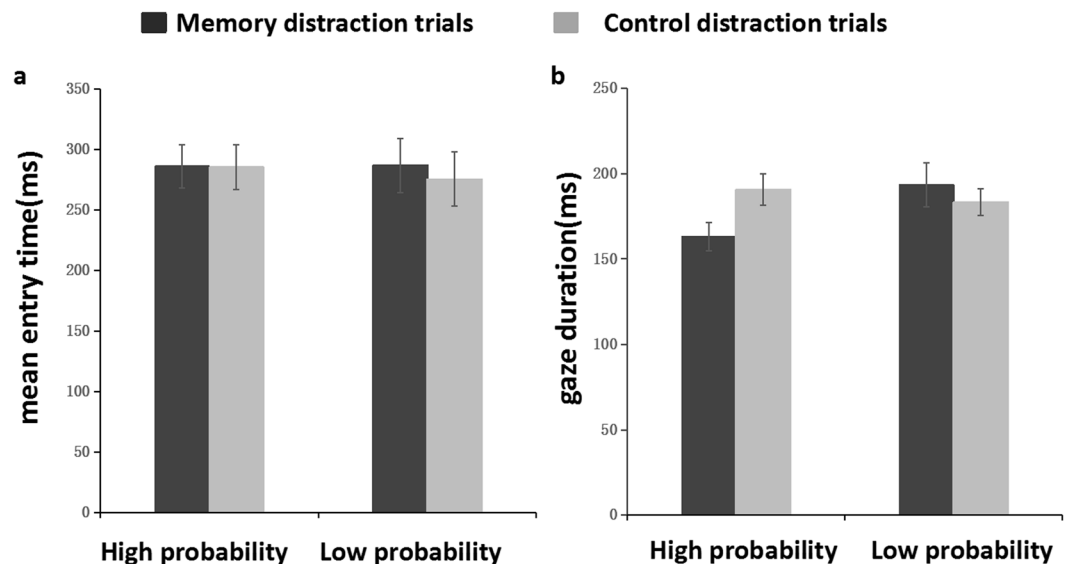 Memory distraction trials
Control distraction trials
a
mean entry time(ms)
350
300
250
200
150
100
50
0
High probability
Low probability
b
gaze duration(ms)
250
200
150
100
50
0
High probability
Low probability